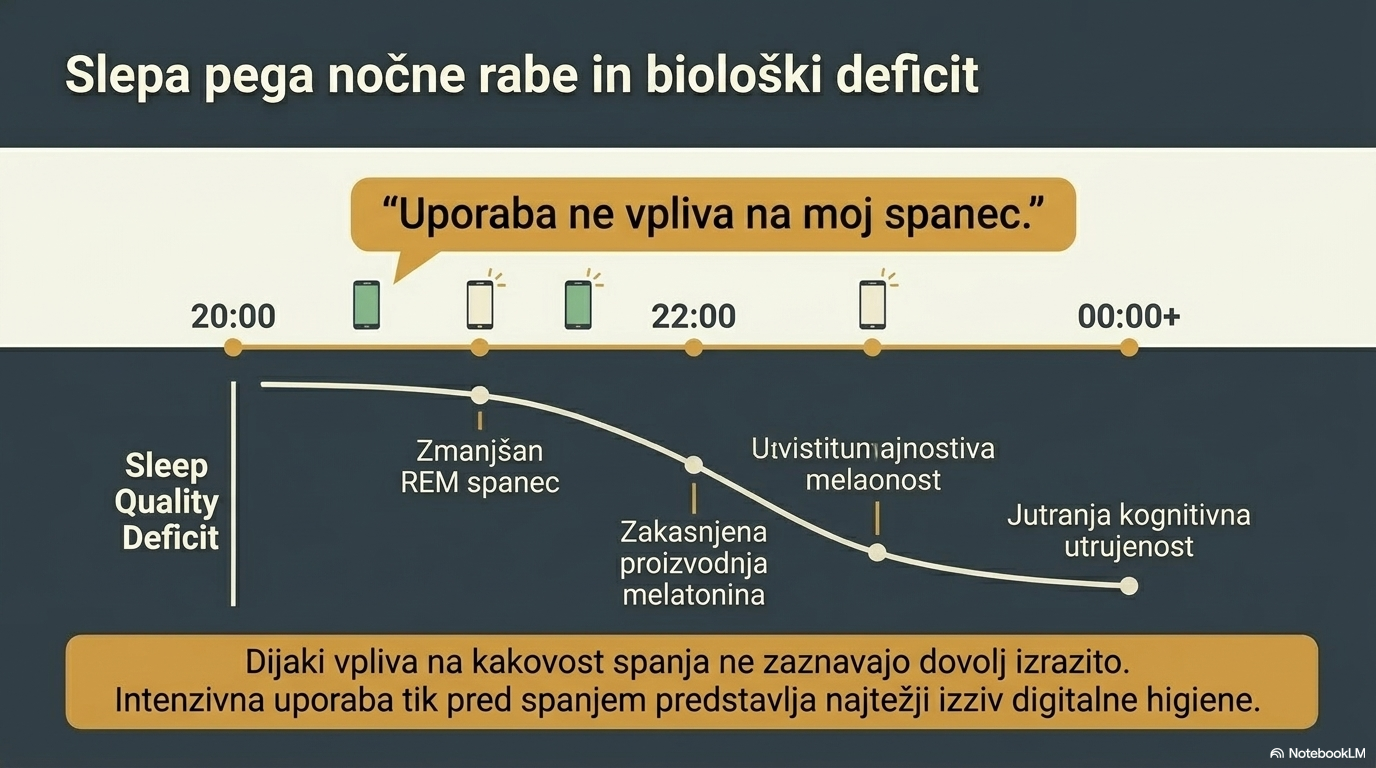 Slepa pega nočne rabe in biološki deficit
“Uporaba ne vpliva na moj spanec.”
20:00
22:00
00:00+
Sleep
Quality
Deficit
Zmanjšan
REM spanec
Zakasnjena
proizvodnja
melatonina
melaonost
Jutranja kognitivna
utrujenost
Dijaki vpliva na kakovost spanja ne zaznavajo dovolj izrazito.
Intenzivna uporaba tik pred spanjem predstavlja najtežji izziv digitalne higiene.
NotebookLM